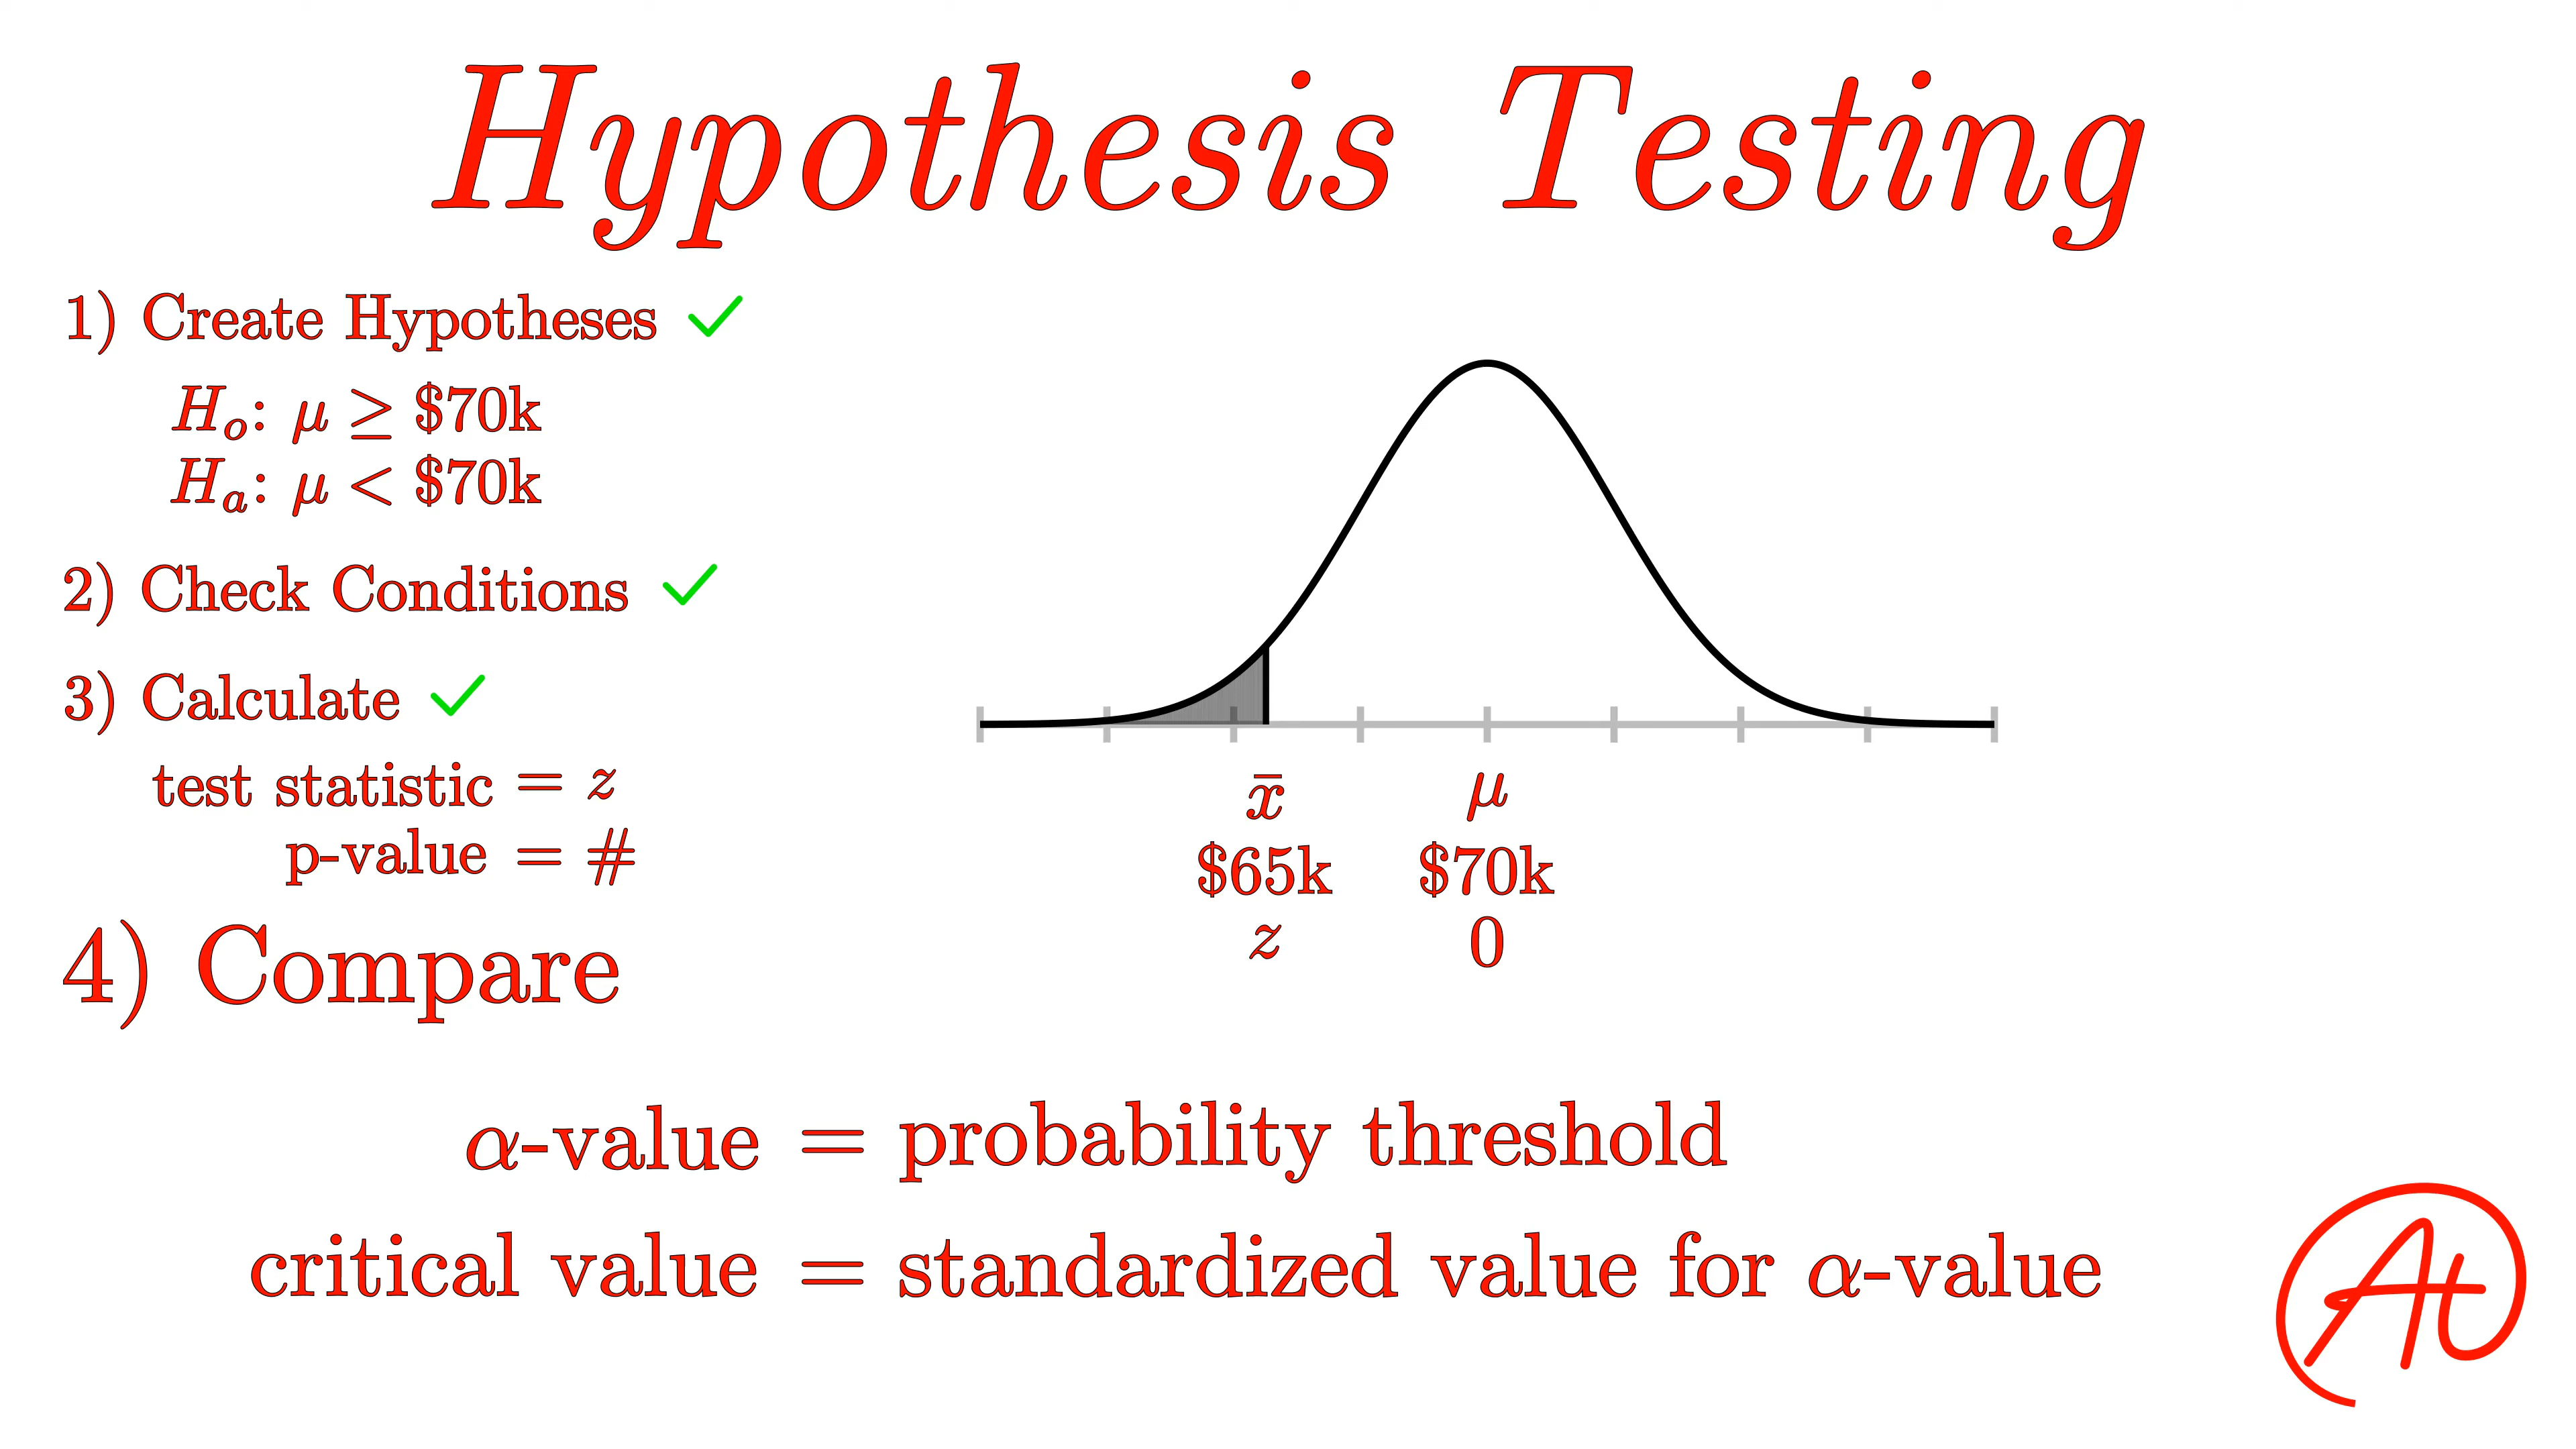 Hypothesis Testing
1) Create Hypotheses ✓
Hₒ: μ ≥ $70k
Hₐ: μ < $70k
2) Check Conditions ✓
3) Calculate ✓
test statistic = z
p-value = #
x̄ μ
$65k $70k
z 0
4) Compare
α-value = probability threshold
critical value = standardized value for α-value
At